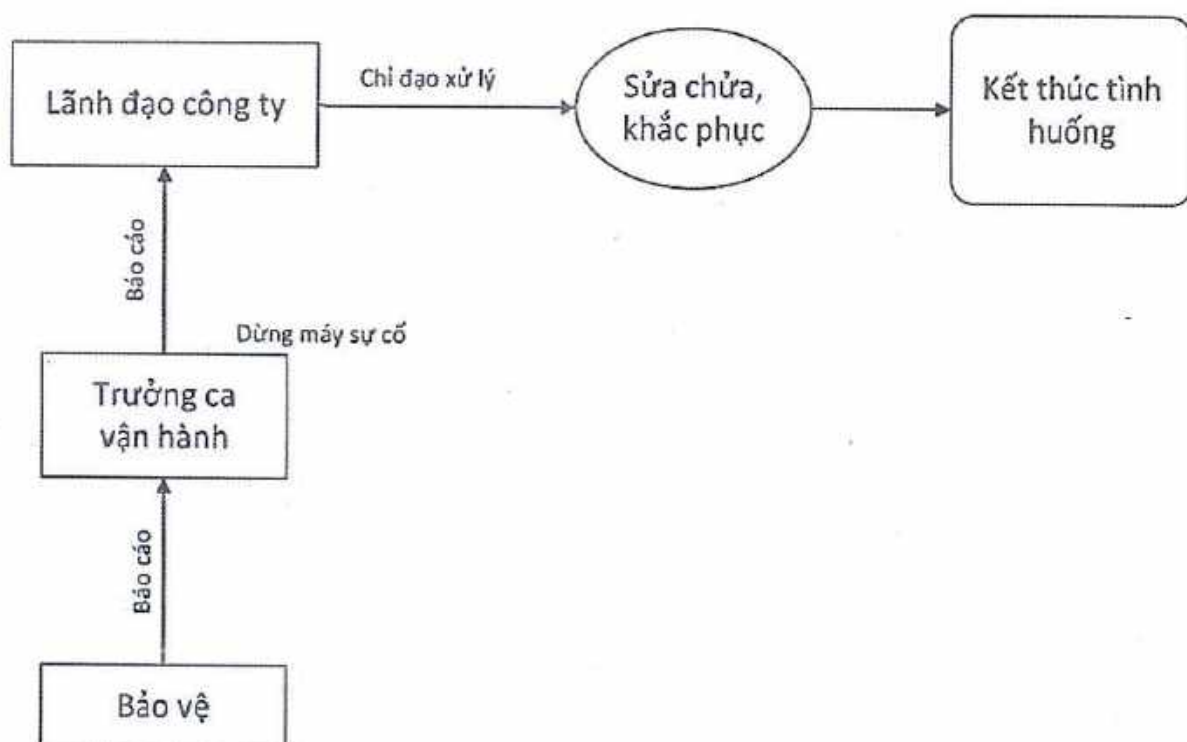 Lãnh đạo công ty
Chỉ đạo xử lý
Sửa chửa,
khắc phục
Kết thúc tình
huống
Báo cáo
Dừng máy sự cố
Trưởng ca
vận hành
Báo cáo
Bảo vệ